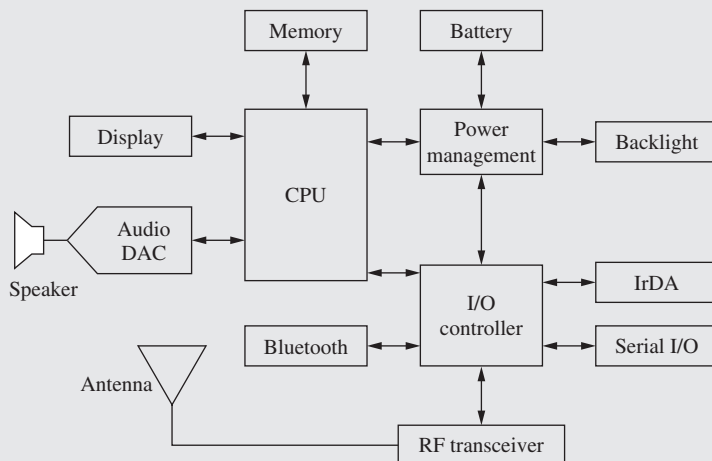 Memory
Battery
Display
Power
management
Backlight
CPU
Audio
DAC
Speaker
I/O
controller
IrDA
Bluetooth
Serial I/O
Antenna
RF transceiver